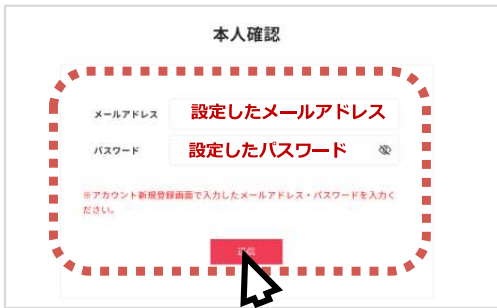 本人確認
メールアドレス 設定したメールアドレス
パスワード 設定したパスワード
※アカウント新規登録画面で入力したメールアドレス・パスワードを入力く
ださい。
送信